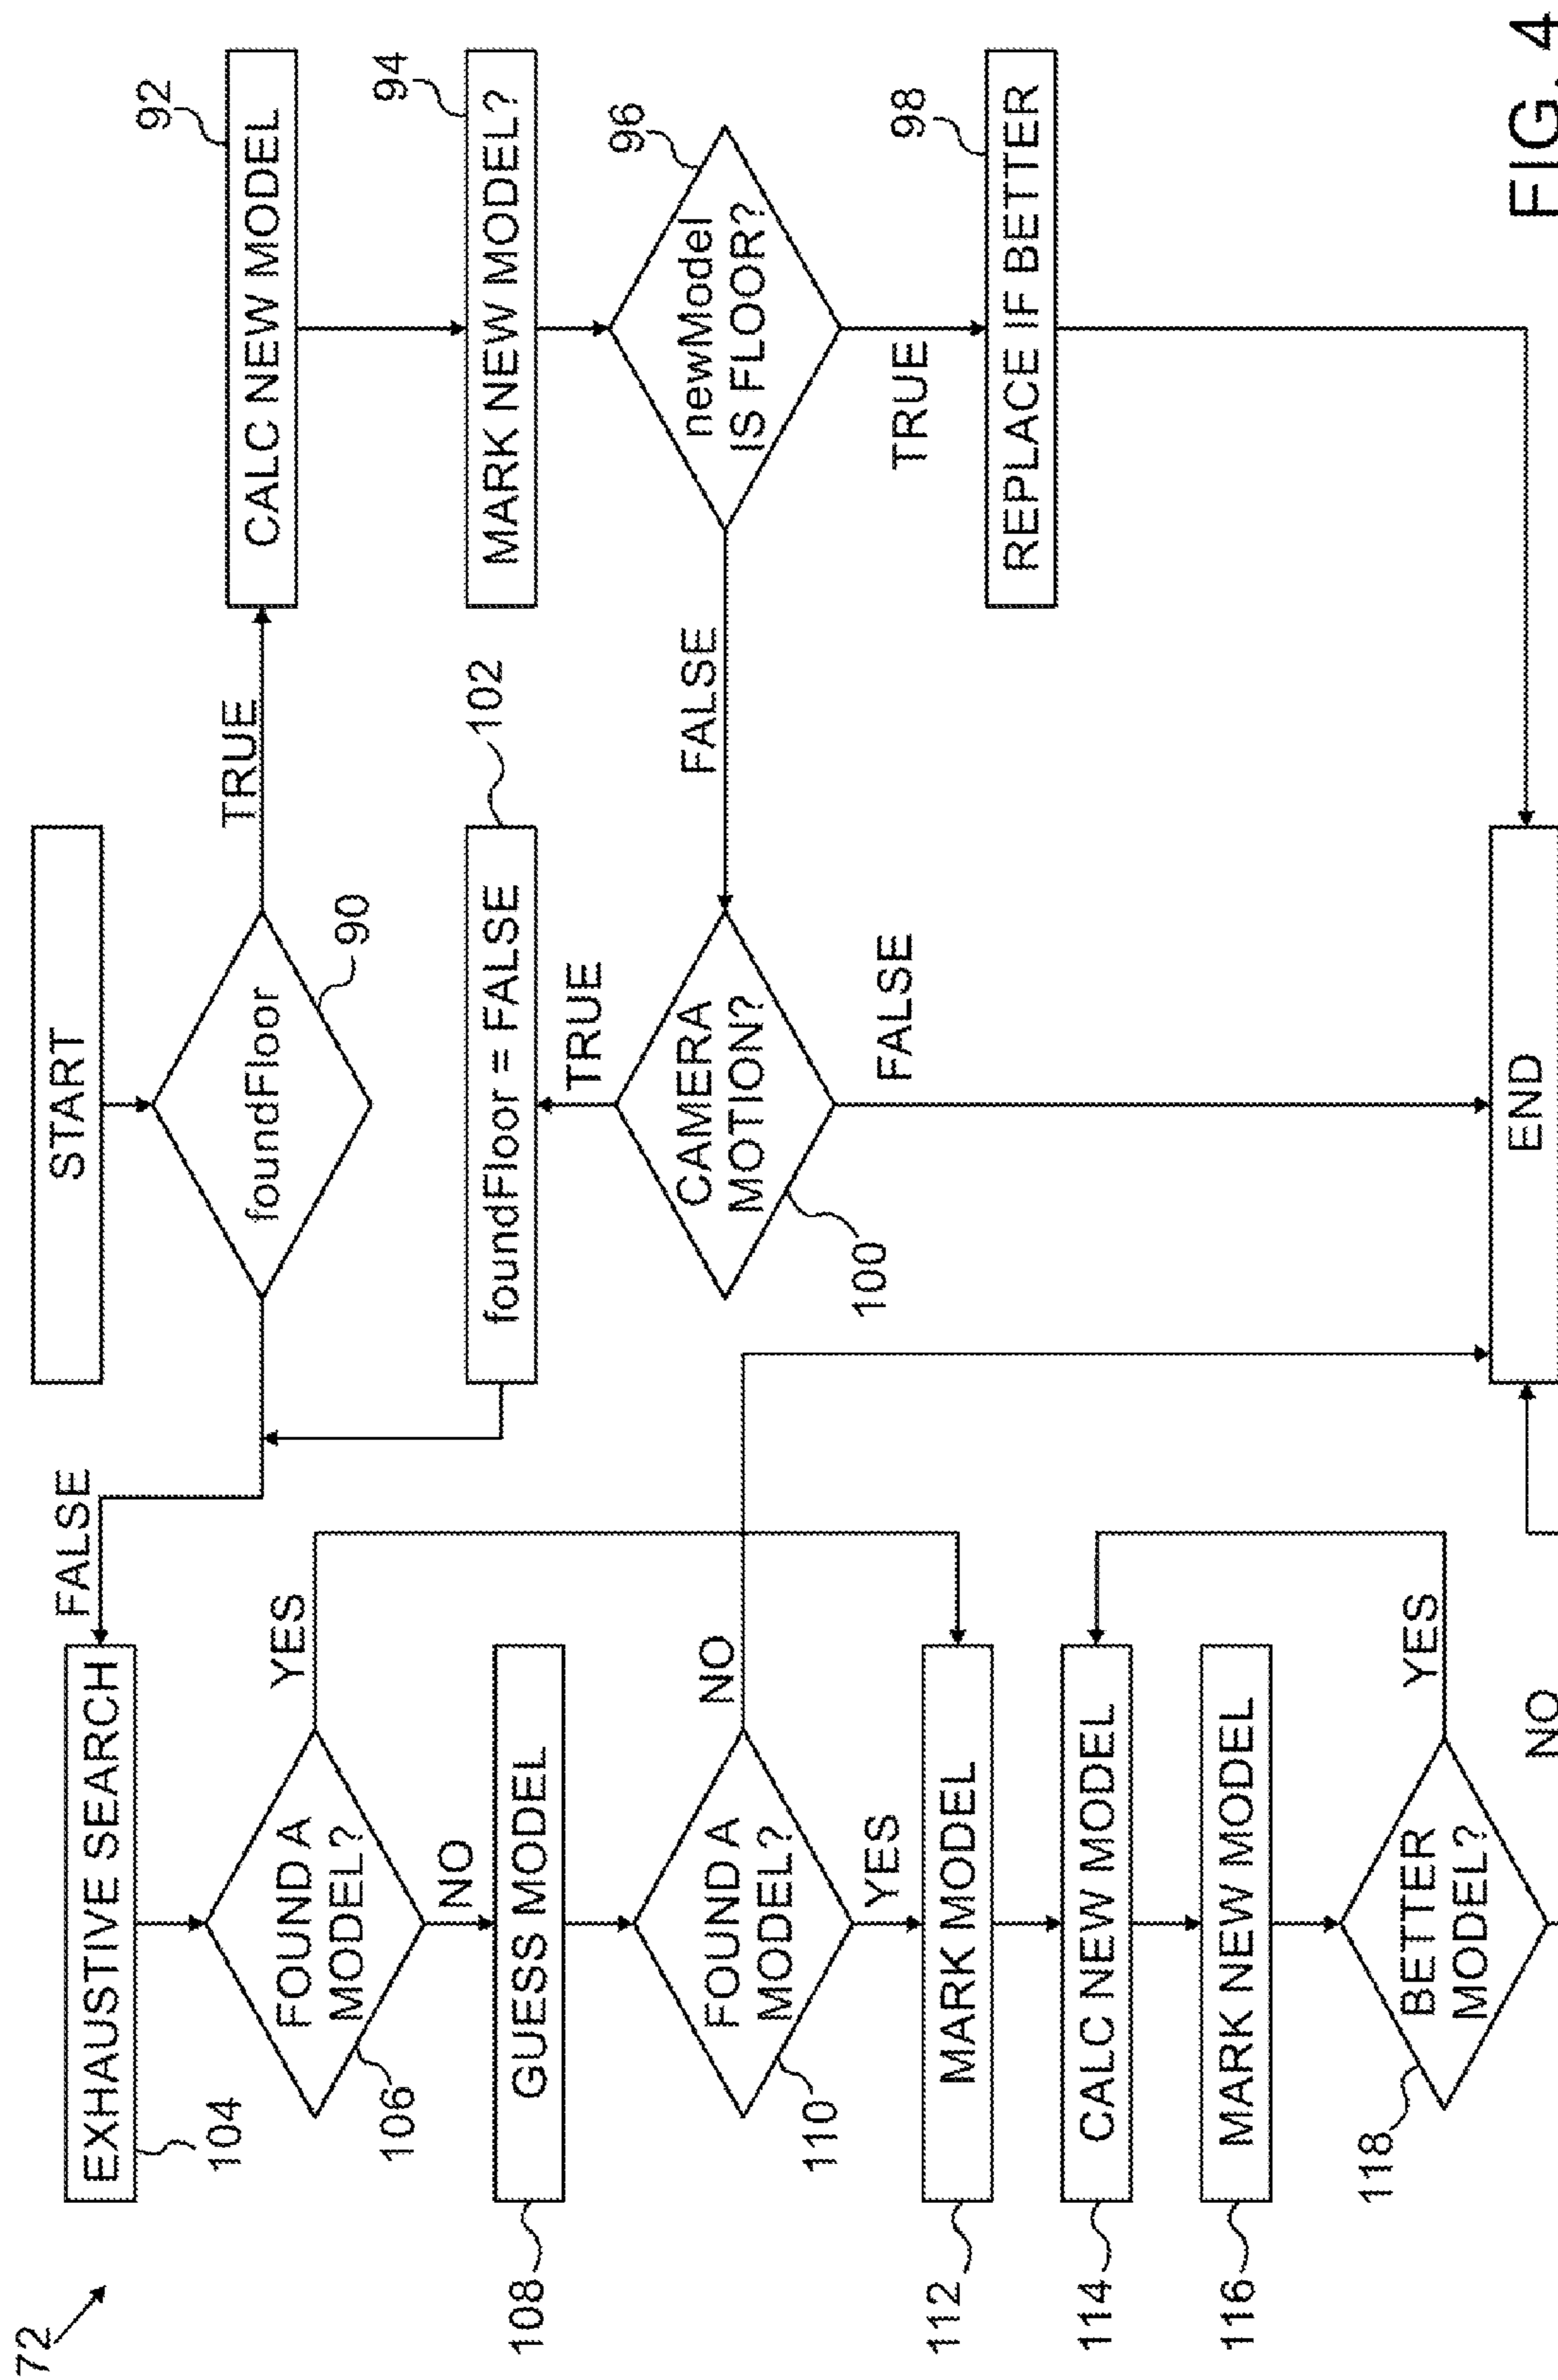 72
START
foundFloor
90
TRUE
FALSE
CALC NEW MODEL
92
MARK NEW MODEL?
94
newModel
IS FLOOR?
96
TRUE
FALSE
REPLACE IF BETTER
98
CAMERA
MOTION?
100
TRUE
FALSE
foundFloor = FALSE
102
EXHAUSTIVE SEARCH
104
FOUND A
MODEL?
106
YES
NO
GUESS MODEL
108
FOUND A
MODEL?
110
NO
YES
MARK MODEL
112
CALC NEW MODEL
114
MARK NEW MODEL
116
BETTER
MODEL?
118
YES
NO
END
FIG. 4